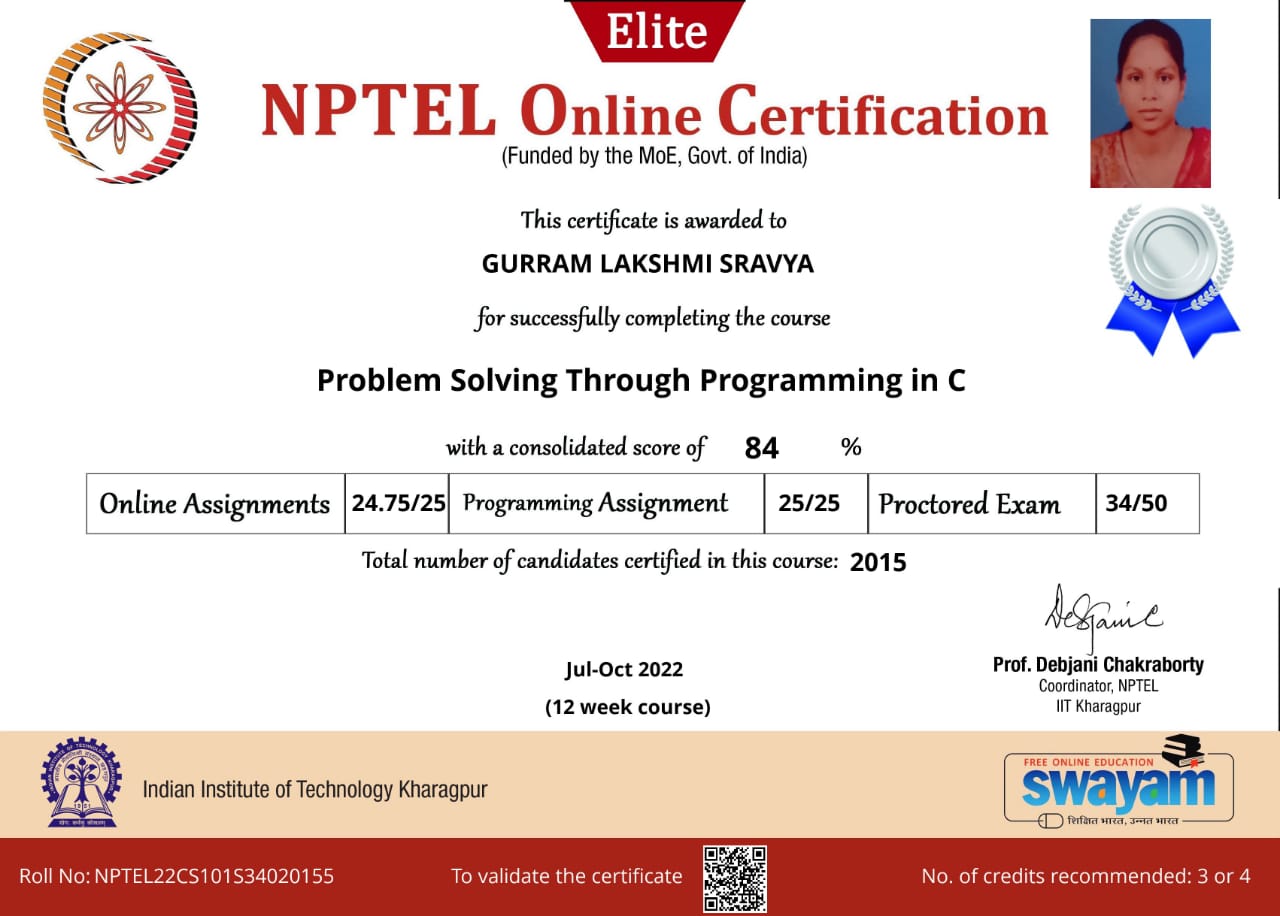 Elite
NPTEL Online Certification
(Funded by the MoE, Govt. of India)
This certificate is awarded to
GURRAM LAKSHMI SRAVYA
for successfully completing the course
Problem Solving Through Programming in C
with a consolidated score of 84 %
Online Assignments 24.75/25 Programming Assignment 25/25 Proctored Exam 34/50
Total number of candidates certified in this course: 2015
Jul-Oct 2022
(12 week course)
Prof. Debjani Chakraborty
Coordinator, NPTEL
IIT Kharagpur
Indian Institute of Technology Kharagpur
1951
FREE ONLINE EDUCATION
swayam
शिक्षित भारत, उन्नत भारत
Roll No: NPTEL22CS101S34020155
To validate the certificate
No. of credits recommended: 3 or 4